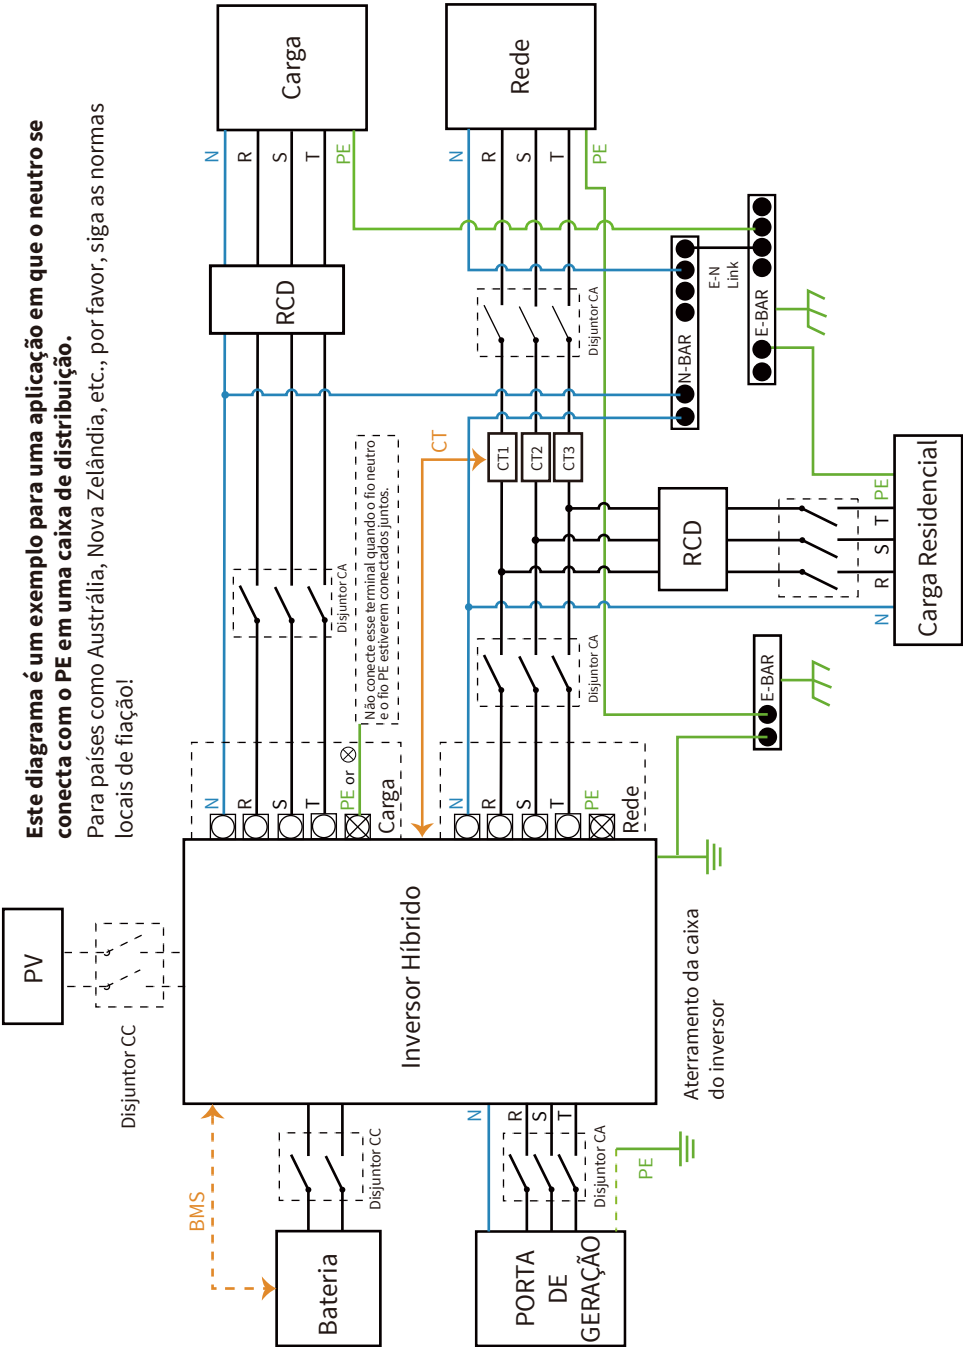 Este diagrama é um exemplo para uma aplicação em que o neutro se
conecta com o PE em uma caixa de distribuição.
Para países como Austrália, Nova Zelândia, etc., por favor, siga as normas
locais de fiação!
PV
Disjuntor CC
BMS
Bateria
Disjuntor CC
Inversor Híbrido
N
R
S
T
PE or
Carga
Disjuntor CA
RCD
N
R
S
T
PE
Carga
Não conecte esse terminal quando o fio neutro
e o fio PE estiverem conectados juntos.
CT
N
R
S
T
PE
Rede
Disjuntor CA
CT1
CT2
CT3
Disjuntor CA
N
R
S
T
PE
Rede
N-BAR
E-N
Link
E-BAR
RCD
N
R
S
T
PE
Carga Residencial
E-BAR
Aterramento da caixa
do inversor
N
R
S
T
Disjuntor CA
PE
PORTA
DE
GERAÇÃO